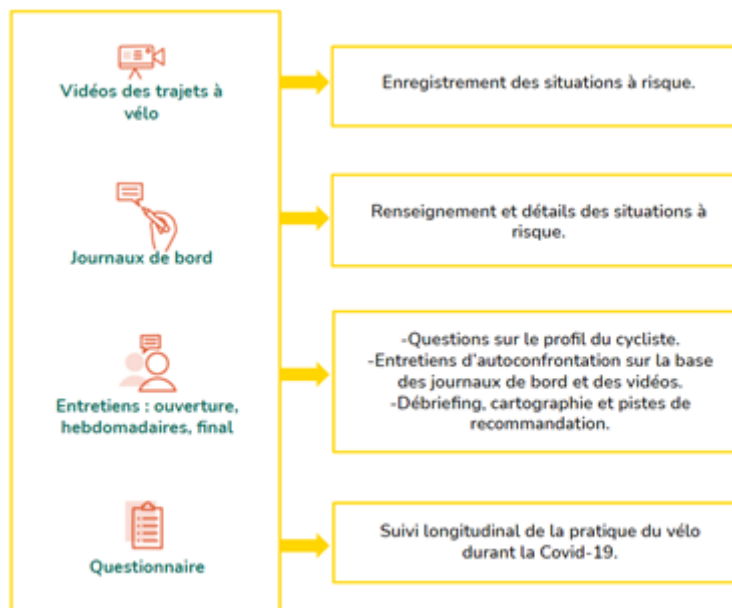 Vidéos des trajets à
vélo
Enregistrement des situations à risque.
Journaux de bord
Renseignement et détails des situations à
risque.
Entretiens : ouverture,
hebdomadaires, final
-Questions sur le profil du cycliste.
-Entretiens d'autoconfrontation sur la base
des journaux de bord et des vidéos.
-Débriefing, cartographie et pistes de
recommandation.
Questionnaire
Suivi longitudinal de la pratique du vélo
durant la Covid-19.